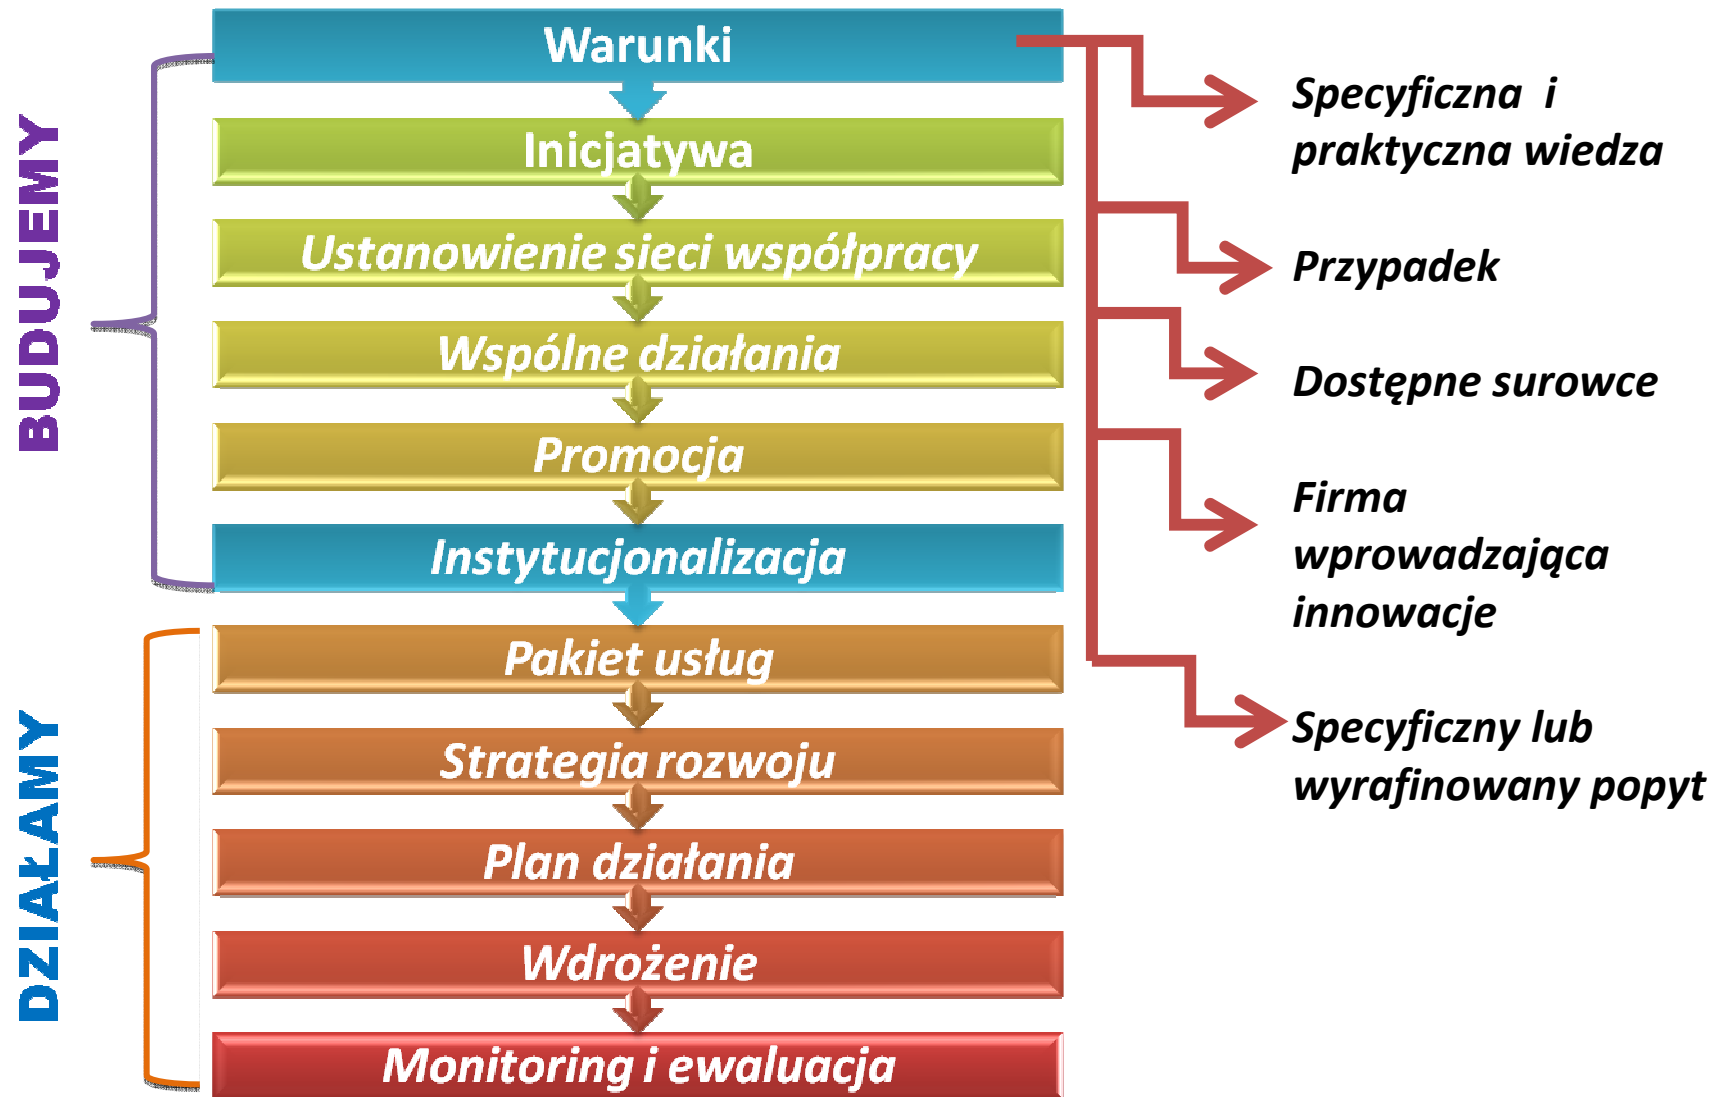 BUDUJEMY
Warunki
Inicjatywa
Ustanowienie sieci współpracy
Wspólne działania
Promocja
Instytucjonalizacja
DZIAŁAMY
Pakiet usług
Strategia rozwoju
Plan działania
Wdrożenie
Monitoring i ewaluacja
Specyficzna i
praktyczna wiedza
Przypadek
Dostępne surowce
Firma
wprowadzająca
innowacje
Specyficzny lub
wyrafinowany popyt